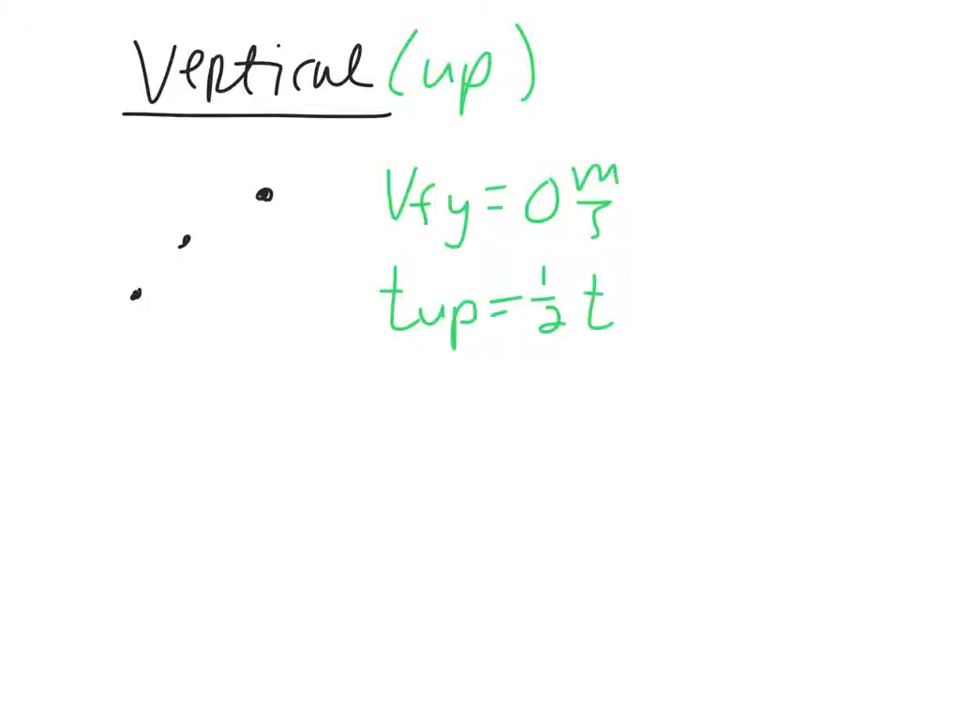 Vertical (up)
Vfy = 0 m/s
tup = 1/2 t